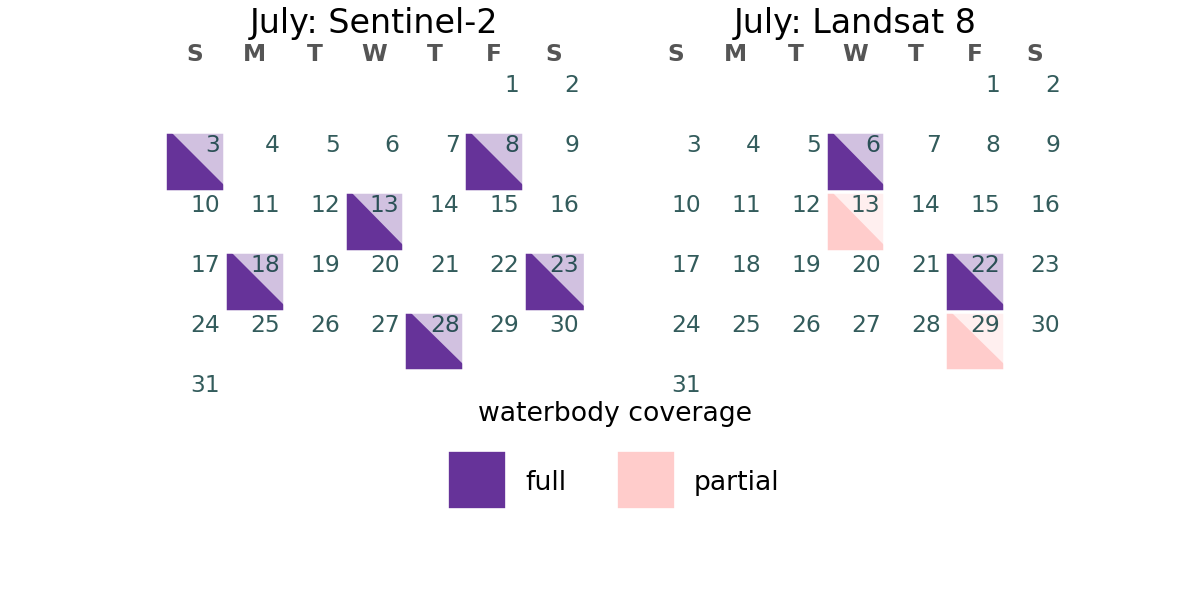 July: Sentinel-2
S M T W T F S
1 2
3 4 5 6 7 8 9
10 11 12 13 14 15 16
17 18 19 20 21 22 23
24 25 26 27 28 29 30
31
July: Landsat 8
S M T W T F S
1 2
3 4 5 6 7 8 9
10 11 12 13 14 15 16
17 18 19 20 21 22 23
24 25 26 27 28 29 30
31
waterbody coverage
full
partial